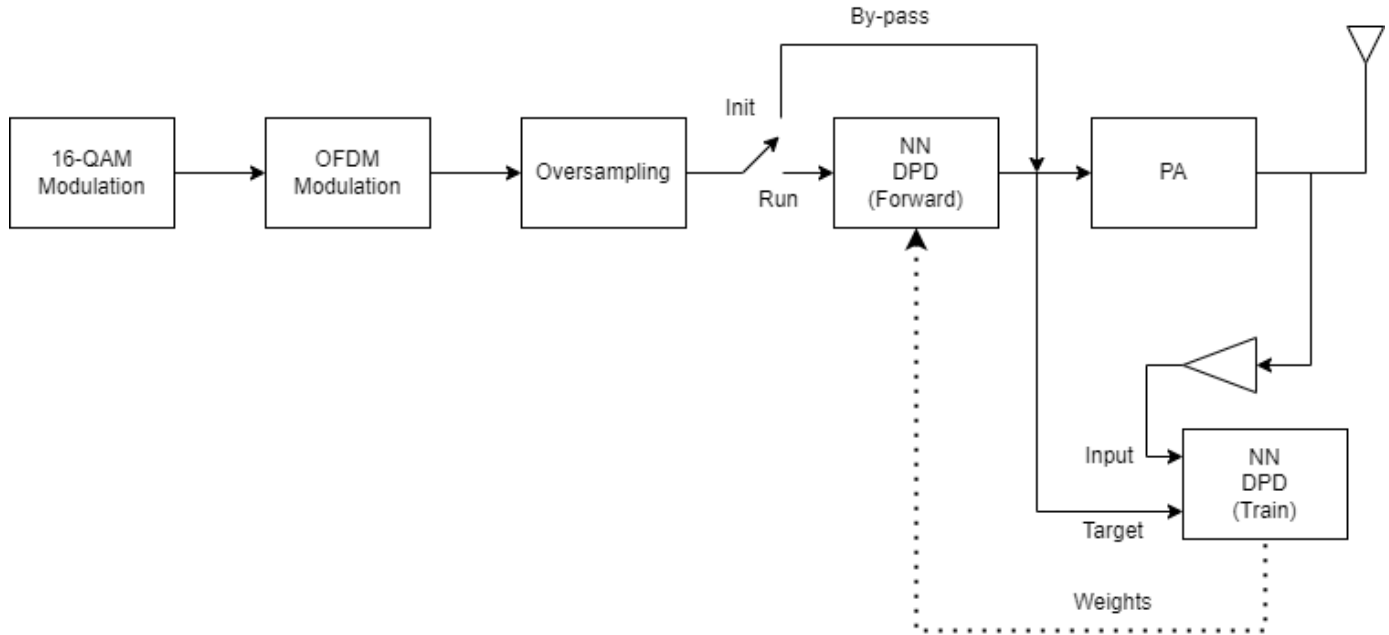 By-pass
Init
16-QAM
Modulation
OFDM
Modulation
Oversampling
Run
NN
DPD
(Forward)
PA
Input
NN
DPD
(Train)
Target
Weights